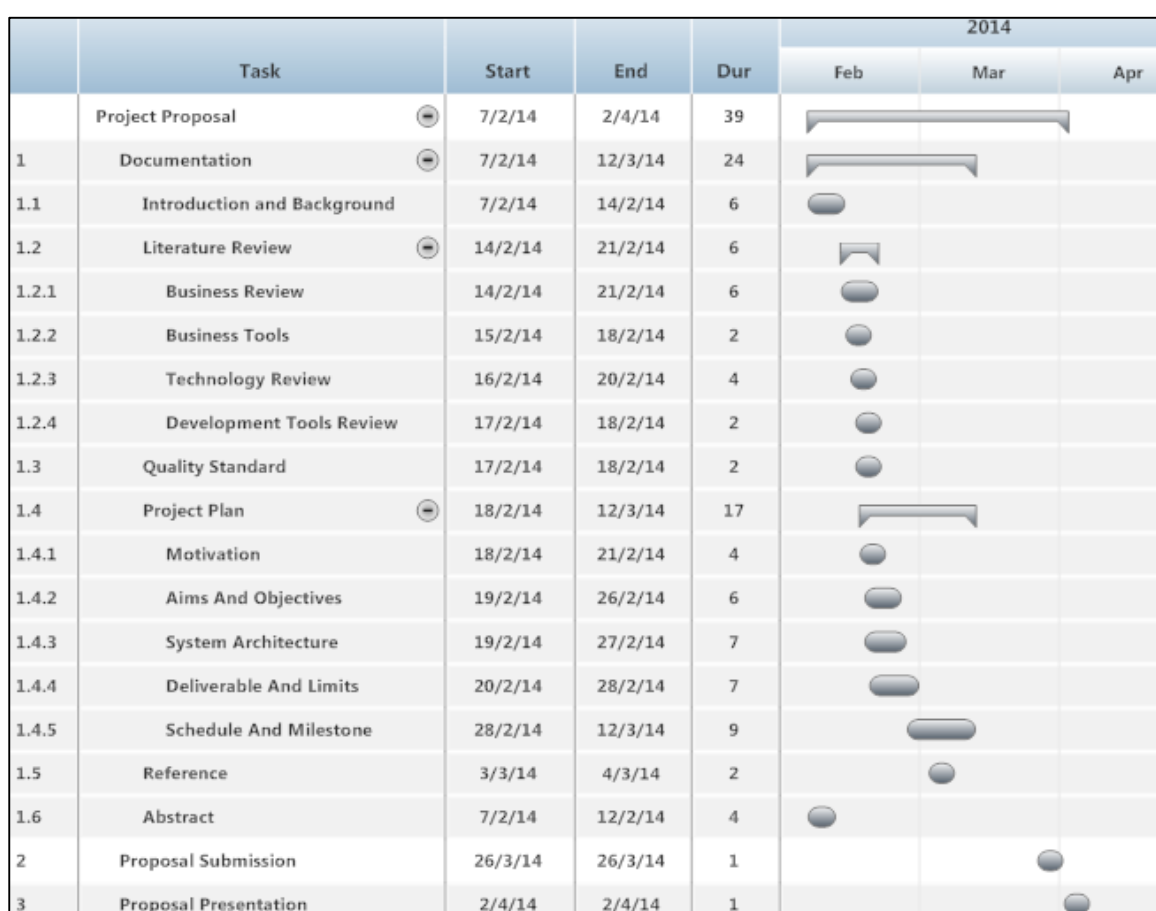 2014
Task Start End Dur Feb Mar Apr
Project Proposal 7/2/14 2/4/14 39
1 Documentation 7/2/14 12/3/14 24
1.1 Introduction and Background 7/2/14 14/2/14 6
1.2 Literature Review 14/2/14 21/2/14 6
1.2.1 Business Review 14/2/14 21/2/14 6
1.2.2 Business Tools 15/2/14 18/2/14 2
1.2.3 Technology Review 16/2/14 20/2/14 4
1.2.4 Development Tools Review 17/2/14 18/2/14 2
1.3 Quality Standard 17/2/14 18/2/14 2
1.4 Project Plan 18/2/14 12/3/14 17
1.4.1 Motivation 18/2/14 21/2/14 4
1.4.2 Aims And Objectives 19/2/14 26/2/14 6
1.4.3 System Architecture 19/2/14 27/2/14 7
1.4.4 Deliverable And Limits 20/2/14 28/2/14 7
1.4.5 Schedule And Milestone 28/2/14 12/3/14 9
1.5 Reference 3/3/14 4/3/14 2
1.6 Abstract 7/2/14 12/2/14 4
2 Proposal Submission 26/3/14 26/3/14 1
3 Proposal Presentation 2/4/14 2/4/14 1